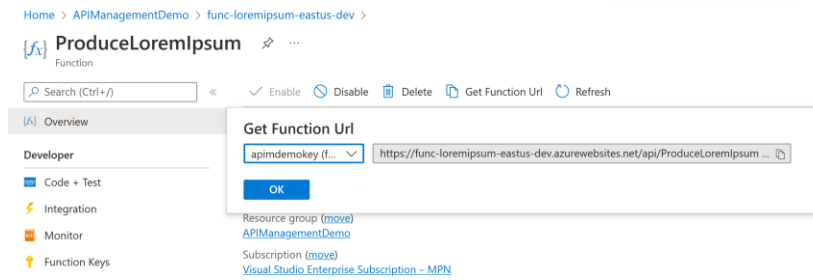 Home > APIManagementDemo > func-loremipsum-eastus-dev >
{fx} ProduceLoremIpsum ...
Function
Search (Ctrl+/) «
Enable Disable Delete Get Function Url Refresh
{fx} Overview
Get Function Url
apimdemokey (f... https://func-loremipsum-eastus-dev.azurewebsites.net/api/ProduceLoremIpsum ...
OK
Developer
Code + Test
Integration
Monitor
Function Keys
Resource group (move)
APIManagementDemo
Subscription (move)
Visual Studio Enterprise Subscription – MPN